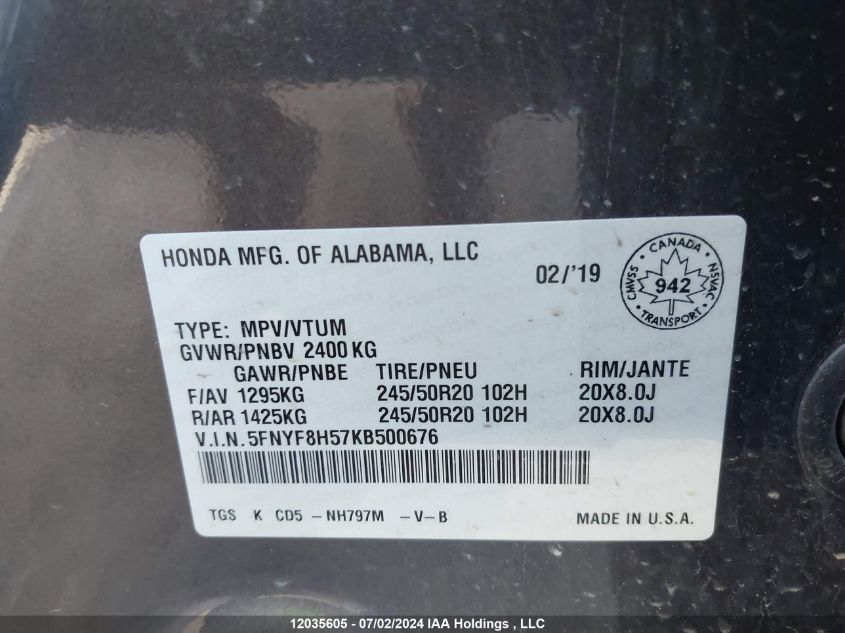 HONDA MFG. OF ALABAMA, LLC
02/'19
CANADA
CMVSS
942
NSVAC
TRANSPORT
TYPE: MPV/VTUM
GVWR/PNBV 2400 KG
GAWR/PNBE TIRE/PNEU RIM/JANTE
F/AV 1295KG 245/50R20 102H 20X8.0J
R/AR 1425KG 245/50R20 102H 20X8.0J
V.I.N. 5FNYF8H57KB500676
TGS K CD5 - NH797M - V-B MADE IN U.S.A.
12035605 - 07/02/2024 IAA Holdings , LLC